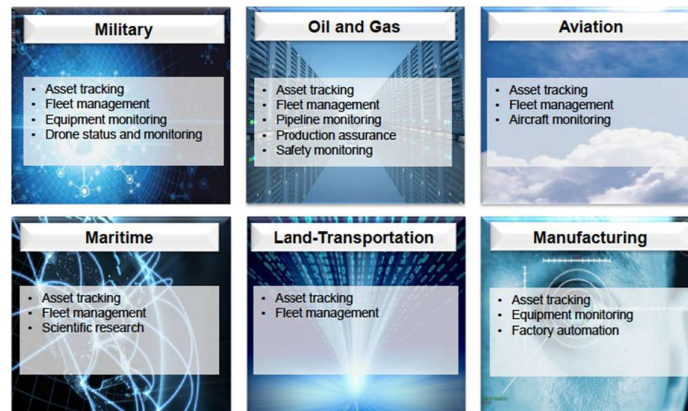 Military
• Asset tracking
• Fleet management
• Equipment monitoring
• Drone status and monitoring
Oil and Gas
• Asset tracking
• Fleet management
• Pipeline monitoring
• Production assurance
• Safety monitoring
Aviation
• Asset tracking
• Fleet management
• Aircraft monitoring
Maritime
• Asset tracking
• Fleet management
• Scientific research
Land-Transportation
• Asset tracking
• Fleet management
Manufacturing
• Asset tracking
• Equipment monitoring
• Factory automation